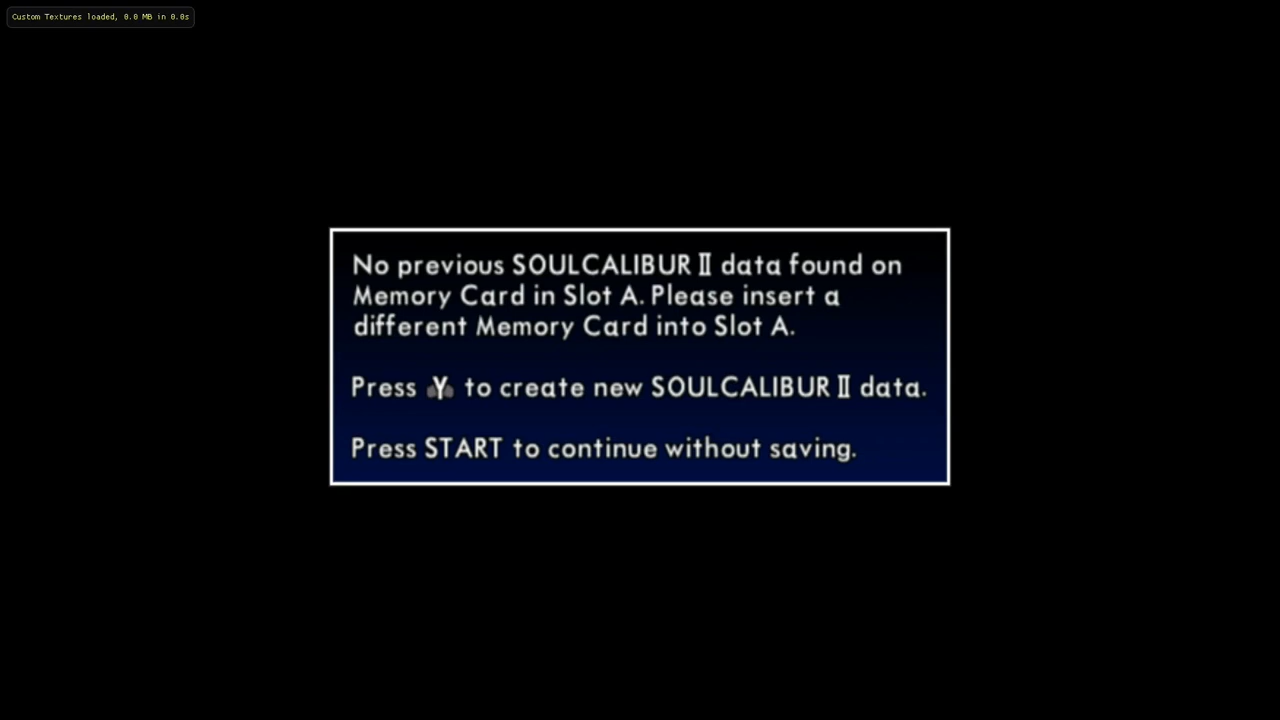 Custom Textures loaded, 0.0 MB in 0.0s
No previous SOULCALIBUR II data found on
Memory Card in Slot A. Please insert a
different Memory Card into Slot A.
Press Y to create new SOULCALIBUR II data.
Press START to continue without saving.